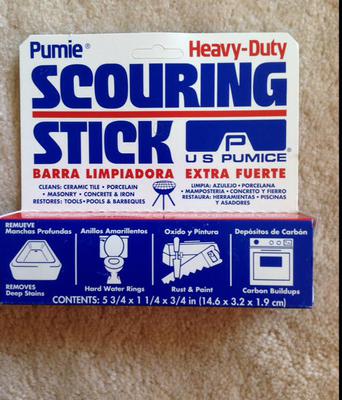 Pumie® Heavy-Duty
SCOURING
STICK
P
U S PUMICE®
BARRA LIMPIADORA EXTRA FUERTE
CLEANS: CERAMIC TILE • PORCELAIN
• MASONRY • CONCRETE & IRON
RESTORES: TOOLS • POOLS & BARBEQUES
LIMPIA: AZULEJO • PORCELANA
• MAMPOSTERIA • CONCRETO Y FIERRO
RESTAURA: HERRAMIENTAS • PISCINAS
Y ASADORES
REMUEVE
Manchas Profundas
REMOVES
Deep Stains
Anillos Amarillentos
Hard Water Rings
Oxido y Pintura
Rust & Paint
Depósitos de Carbón
Carbon Buildups
CONTENTS: 5 3/4 x 1 1/4 x 3/4 in (14.6 x 3.2 x 1.9 cm)